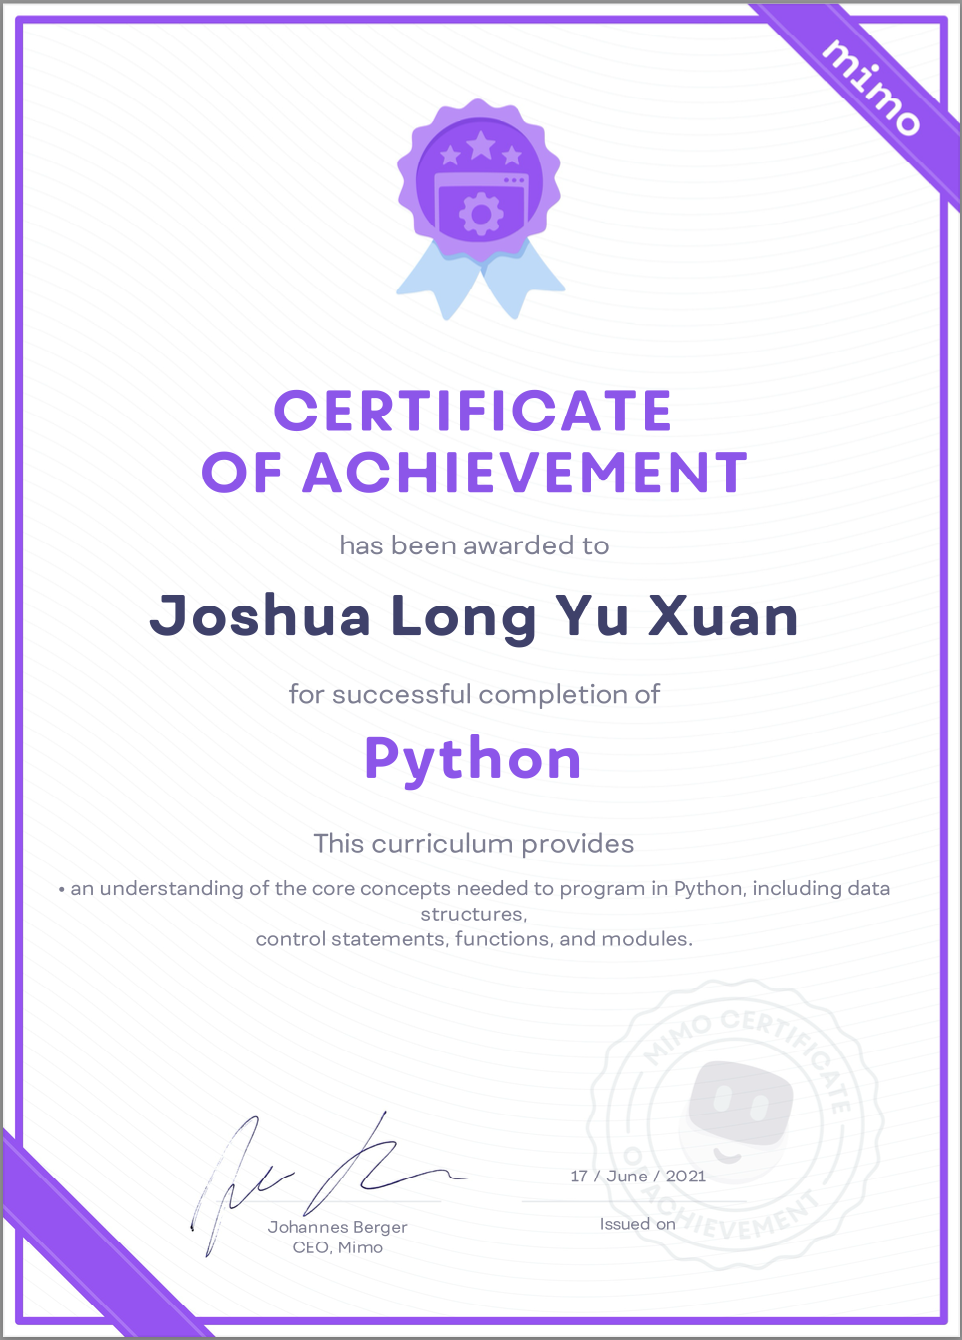 mimo
CERTIFICATE
OF ACHIEVEMENT
has been awarded to
Joshua Long Yu Xuan
for successful completion of
Python
This curriculum provides
• an understanding of the core concepts needed to program in Python, including data
structures,
control statements, functions, and modules.
MIMO CERTIFICATE
OF ACHIEVEMENT
17 / June / 2021
Johannes Berger
CEO, Mimo
Issued on